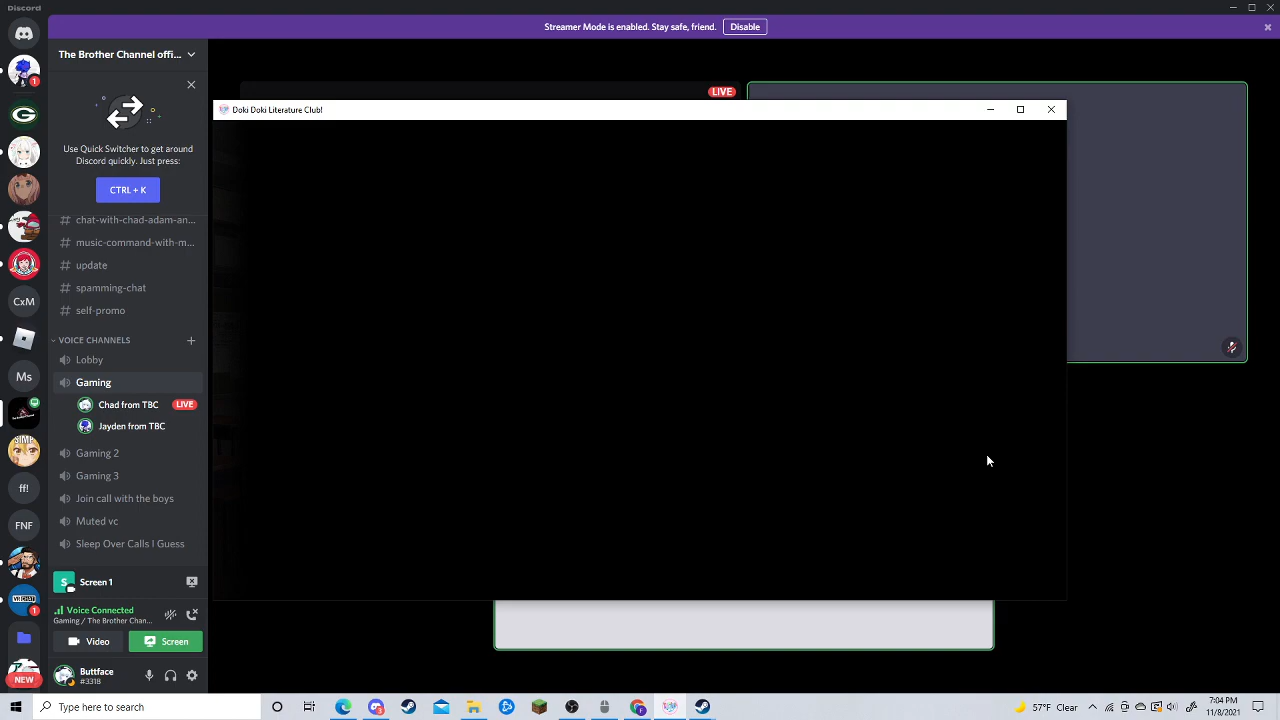 Discord
Streamer Mode is enabled. Stay safe, friend.
Disable
The Brother Channel offi...
Use Quick Switcher to get around
Discord quickly. Just press:
CTRL + K
chat-with-chad-adam-an...
music-command-with-m...
update
spamming-chat
self-promo
VOICE CHANNELS
Lobby
Gaming
Chad from TBC LIVE
Jayden from TBC
Gaming 2
Gaming 3
Join call with the boys
Muted vc
Sleep Over Calls I Guess
Screen 1
Voice Connected
Gaming / The Brother Chan...
Video
Screen
Buttface
#3318
1
CxM
Ms
SIMP
ff!
FNF
VRCHAT
1
NEW
LIVE
Doki Doki Literature Club!
Type here to search
57°F Clear
7:04 PM
11/8/2021